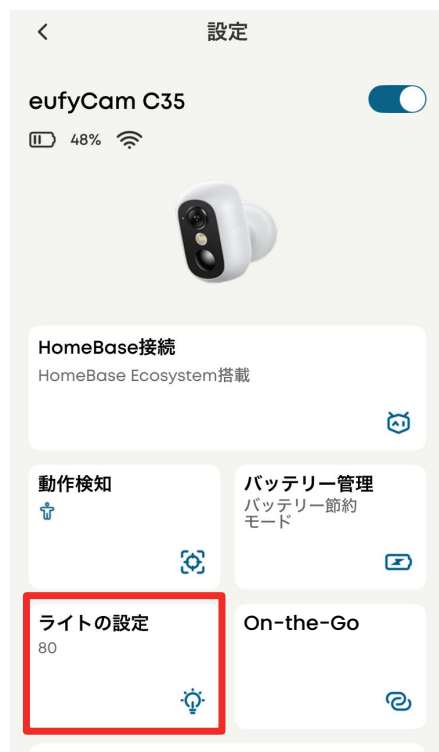 設定
eufyCam C35
48%
HomeBase接続
HomeBase Ecosystem搭載
動作検知
バッテリー管理
バッテリー節約
モード
ライトの設定
80
On-the-Go